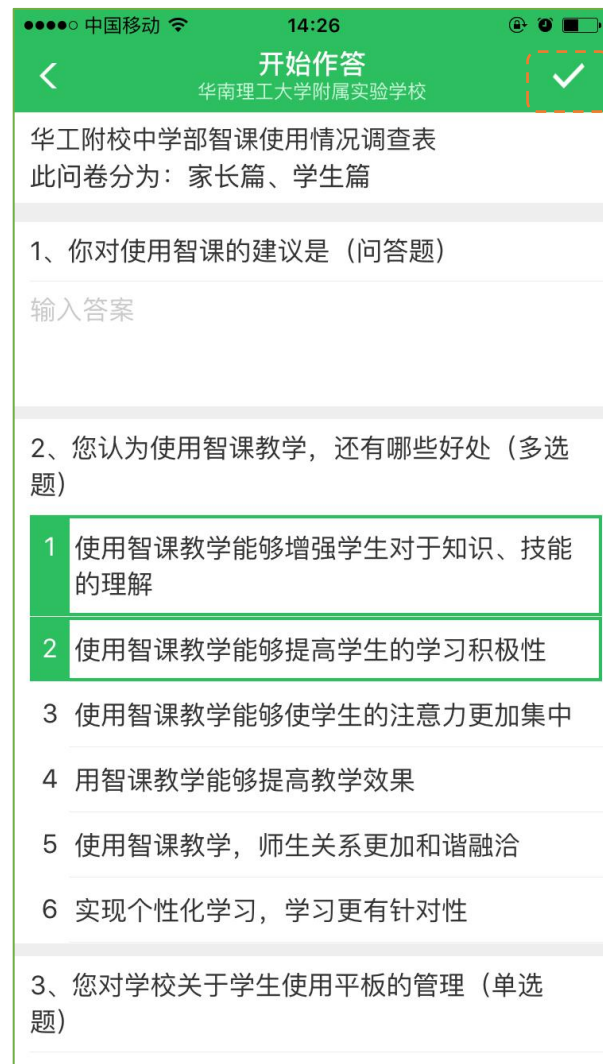 中国移动 14:26
开始作答
华南理工大学附属实验学校
华工附校中学部智课使用情况调查表
此问卷分为：家长篇、学生篇
1、你对使用智课的建议是（问答题）
输入答案
2、您认为使用智课教学，还有哪些好处（多选
题）
1 使用智课教学能够增强学生对于知识、技能
的理解
2 使用智课教学能够提高学生的学习积极性
3 使用智课教学能够使学生的注意力更加集中
4 用智课教学能够提高教学效果
5 使用智课教学，师生关系更加和谐融洽
6 实现个性化学习，学习更有针对性
3、您对学校关于学生使用平板的管理（单选
题）